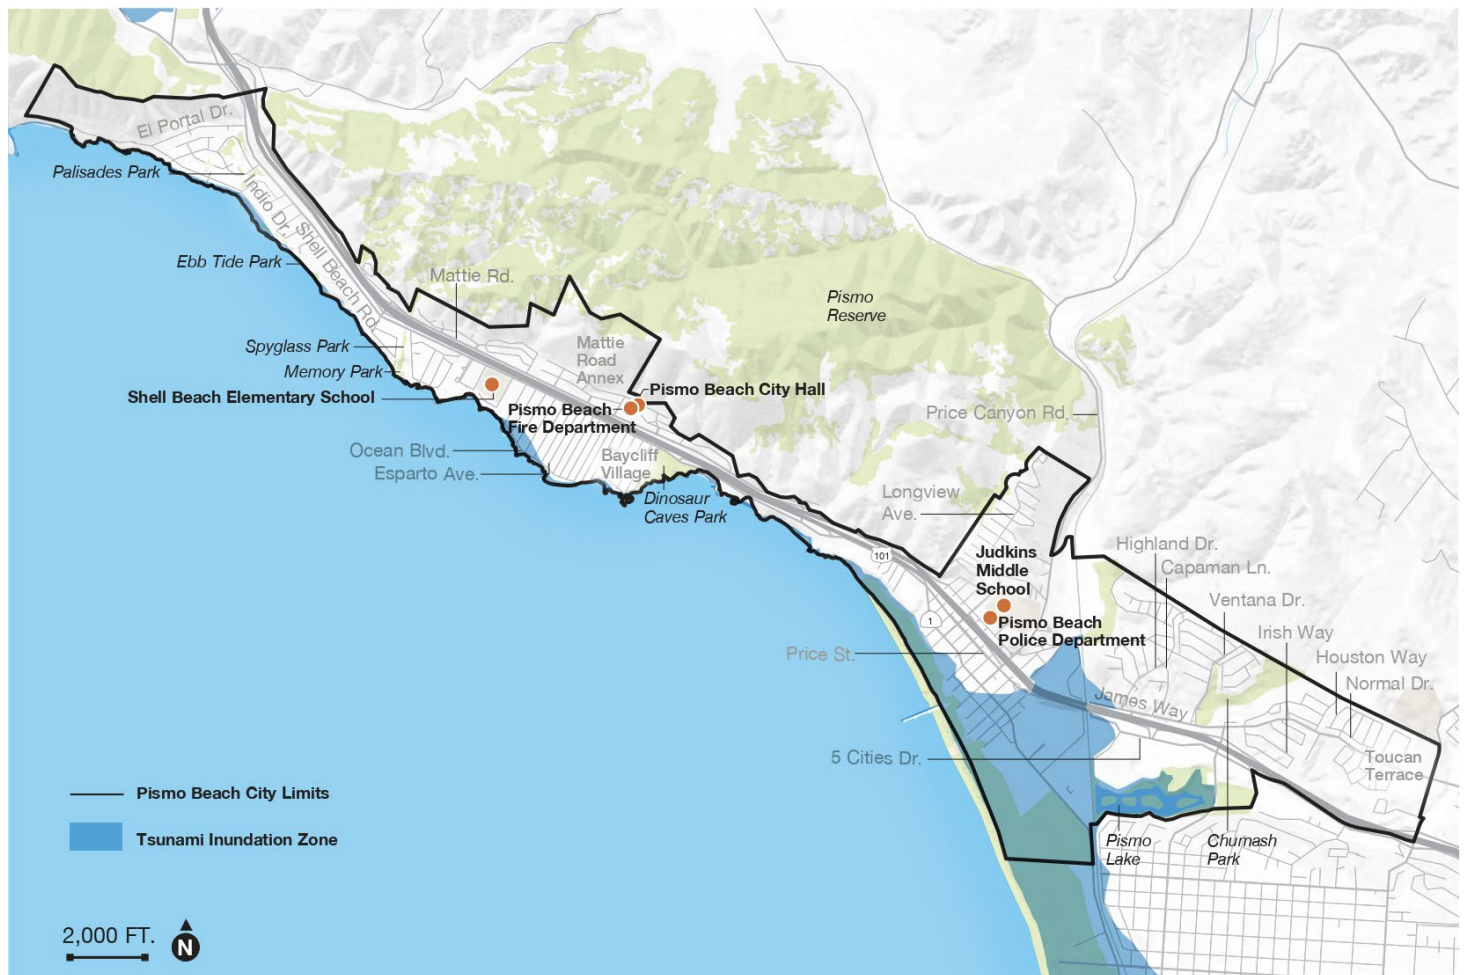 El Portal Dr.
Palisades Park
Indio Dr.
Shell Beach Rd.
Ebb Tide Park
Mattie Rd.
Pismo
Reserve
Spyglass Park
Mattie
Road
Annex
Memory Park
Shell Beach Elementary School
Pismo Beach City Hall
Pismo Beach
Fire Department
Price Canyon Rd.
Ocean Blvd.
Esparto Ave.
Baycliff
Village
Dinosaur
Caves Park
Longview
Ave.
101
Judkins
Middle
School
Highland Dr.
Capaman Ln.
Ventana Dr.
1
Pismo Beach
Police Department
Irish Way
Price St.
Houston Way
Normal Dr.
James Way
5 Cities Dr.
Toucan
Terrace
Pismo Beach City Limits
Tsunami Inundation Zone
Pismo
Lake
Chumash
Park
2,000 FT.
N